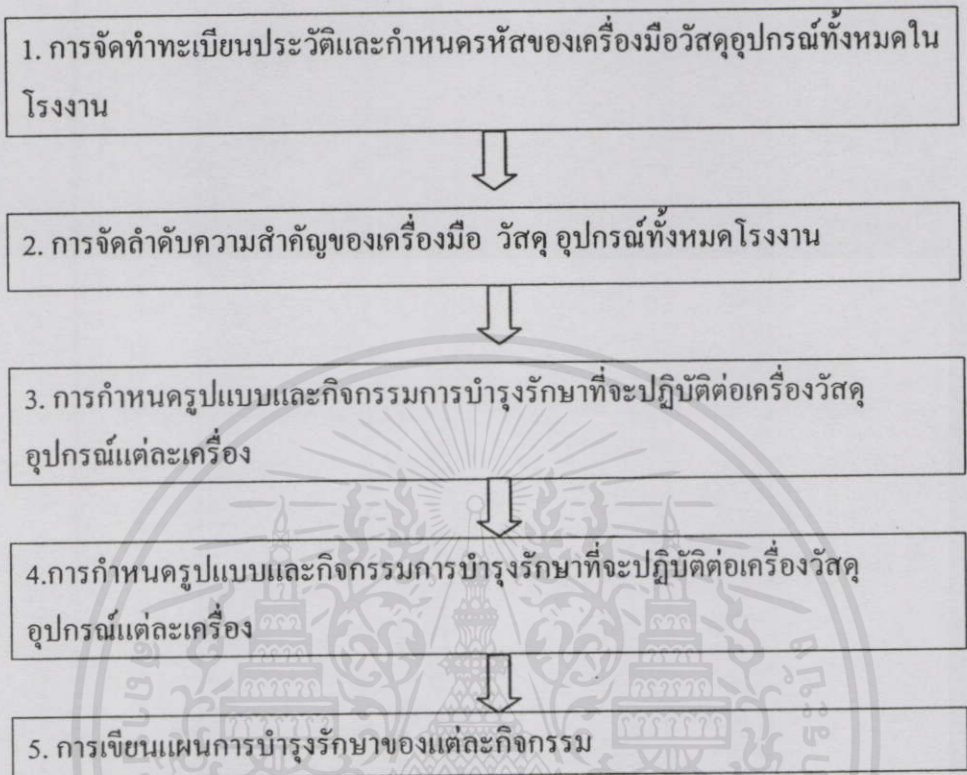 1. การจัดทำทะเบียนประวัติและกำหนดรหัสของเครื่องมือวัสดุอุปกรณ์ทั้งหมดใน
โรงงาน
2. การจัดลำดับความสำคัญของเครื่องมือ วัสดุ อุปกรณ์ทั้งหมดโรงงาน
3. การกำหนดรูปแบบและกิจกรรมการบำรุงรักษาที่จะปฏิบัติต่อเครื่องวัสดุ
อุปกรณ์แต่ละเครื่อง
4.การกำหนดรูปแบบและกิจกรรมการบำรุงรักษาที่จะปฏิบัติต่อเครื่องวัสดุ
อุปกรณ์แต่ละเครื่อง
5. การเขียนแผนการบำรุงรักษาของแต่ละกิจกรรม